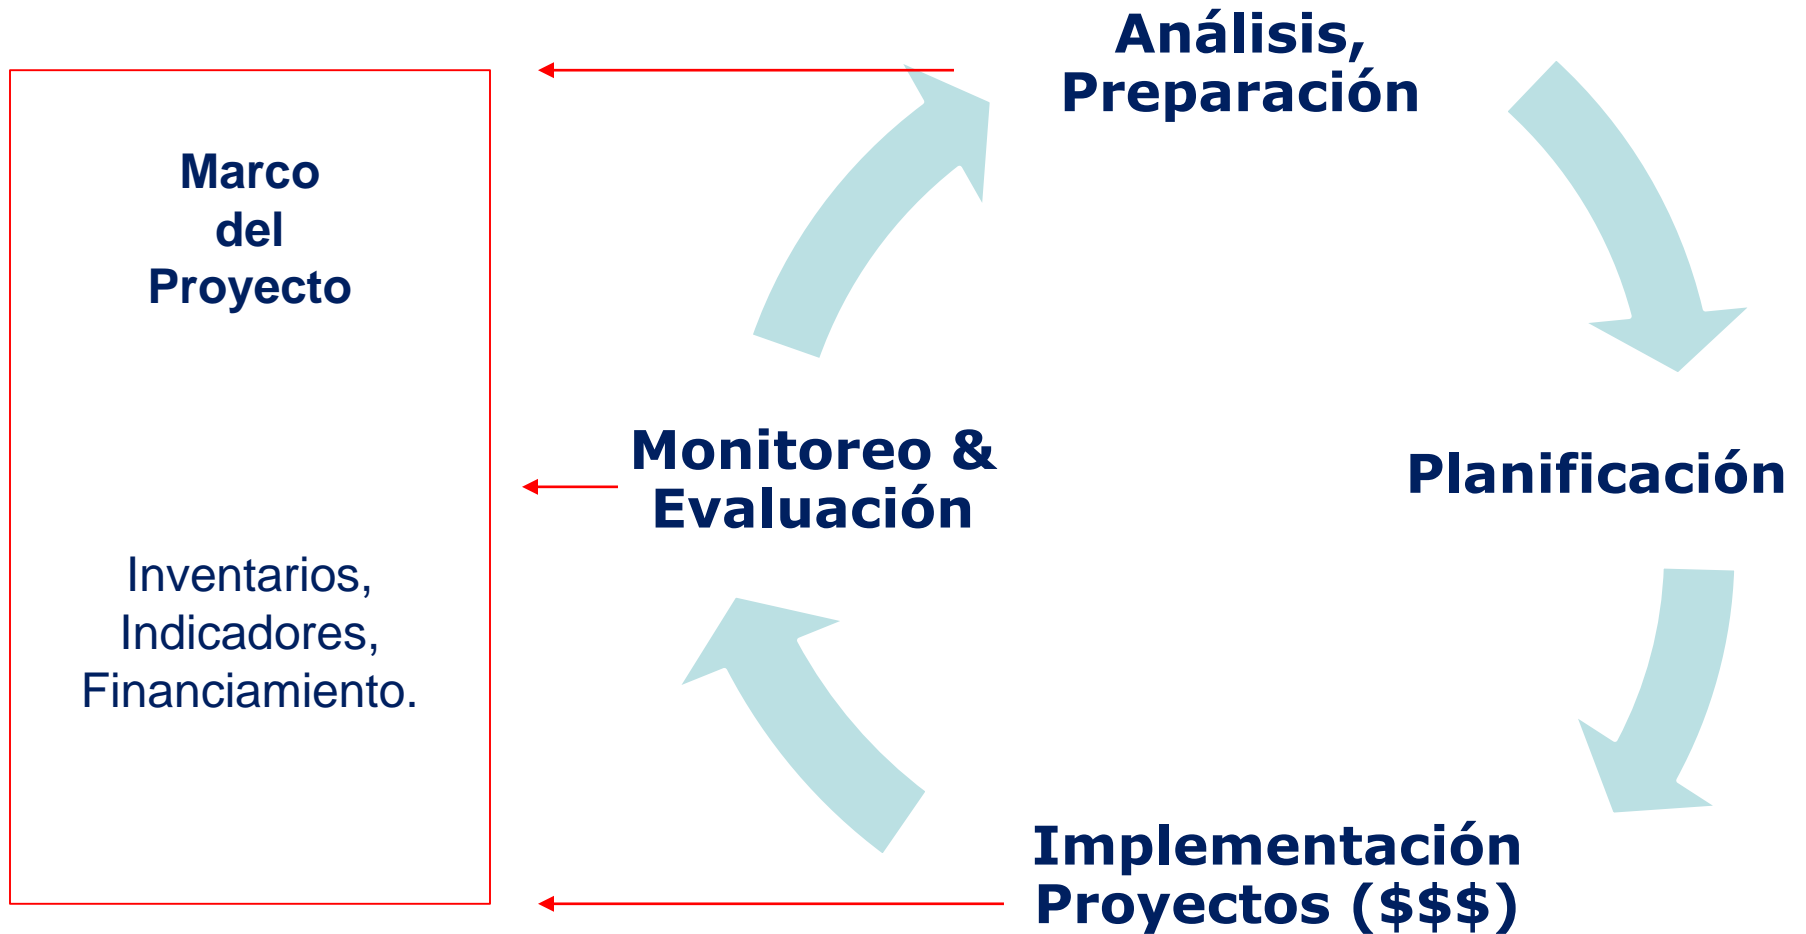 Análisis,
Preparación
Marco
del
Proyecto
Monitoreo &
Evaluación
Planificación
Inventarios,
Indicadores,
Financiamiento.
Implementación
Proyectos ($$$)